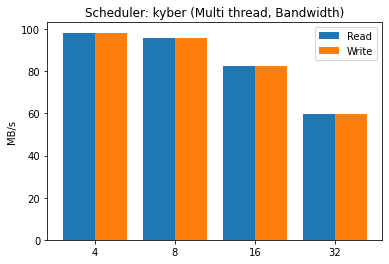 Scheduler: kyber (Multi thread, Bandwidth)
Read
Write
MB/s
100
80
60
40
20
0
4 8 16 32